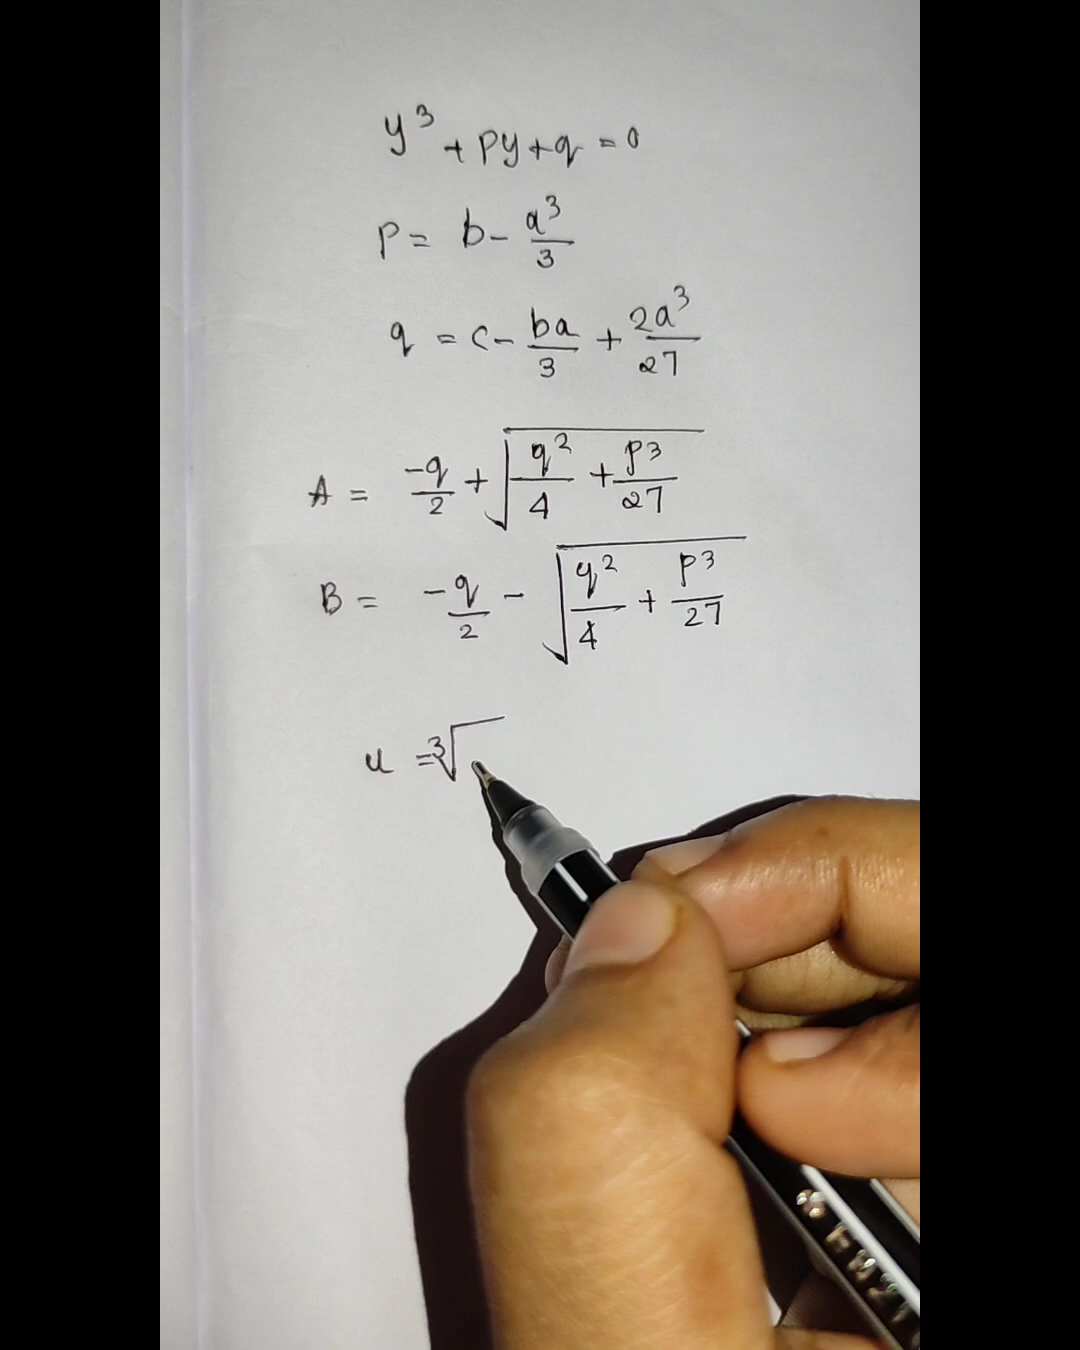 y³ + py + q = 0
p = b - a³/3
q = c - ba/3 + 2a³/27
A = -q/2 + √(q²/4 + p³/27)
B = -q/2 - √(q²/4 + p³/27)
u = ³√